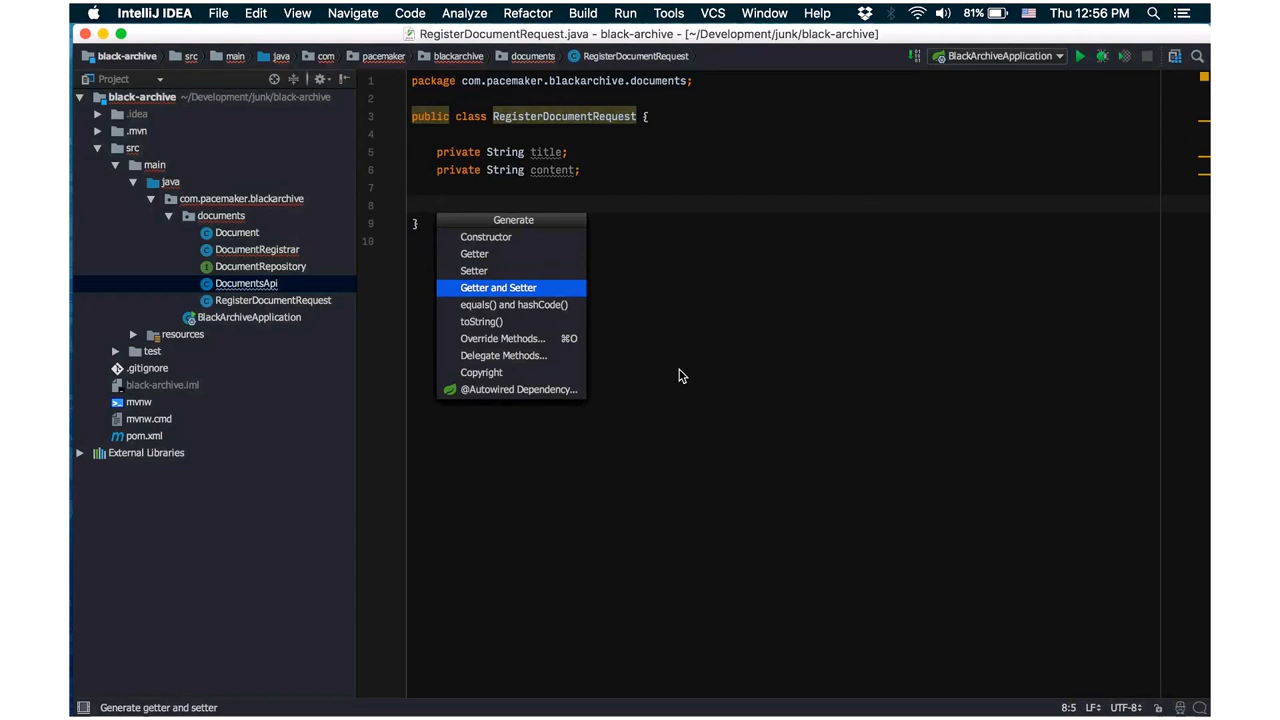 IntelliJ IDEA File Edit View Navigate Code Analyze Refactor Build Run Tools VCS Window Help 81% Thu 12:56 PM
RegisterDocumentRequest.java - black-archive - [~/Development/junk/black-archive]
black-archive src main java com pacemaker blackarchive documents RegisterDocumentRequest BlackArchiveApplication
Project
black-archive ~/Development/junk/black-archive
.idea
.mvn
src
main
java
com.pacemaker.blackarchive
documents
Document
DocumentRegistrar
DocumentRepository
DocumentsApi
RegisterDocumentRequest
BlackArchiveApplication
resources
test
.gitignore
black-archive.iml
mvnw
mvnw.cmd
pom.xml
External Libraries
1 package com.pacemaker.blackarchive.documents;
2
3 public class RegisterDocumentRequest {
4
5 private String title;
6 private String content;
7
8
9 }
10
Generate
Constructor
Getter
Setter
Getter and Setter
equals() and hashCode()
toString()
Override Methods... ⌘O
Delegate Methods...
Copyright
@Autowired Dependency...
Generate getter and setter 8:5 LF UTF-8